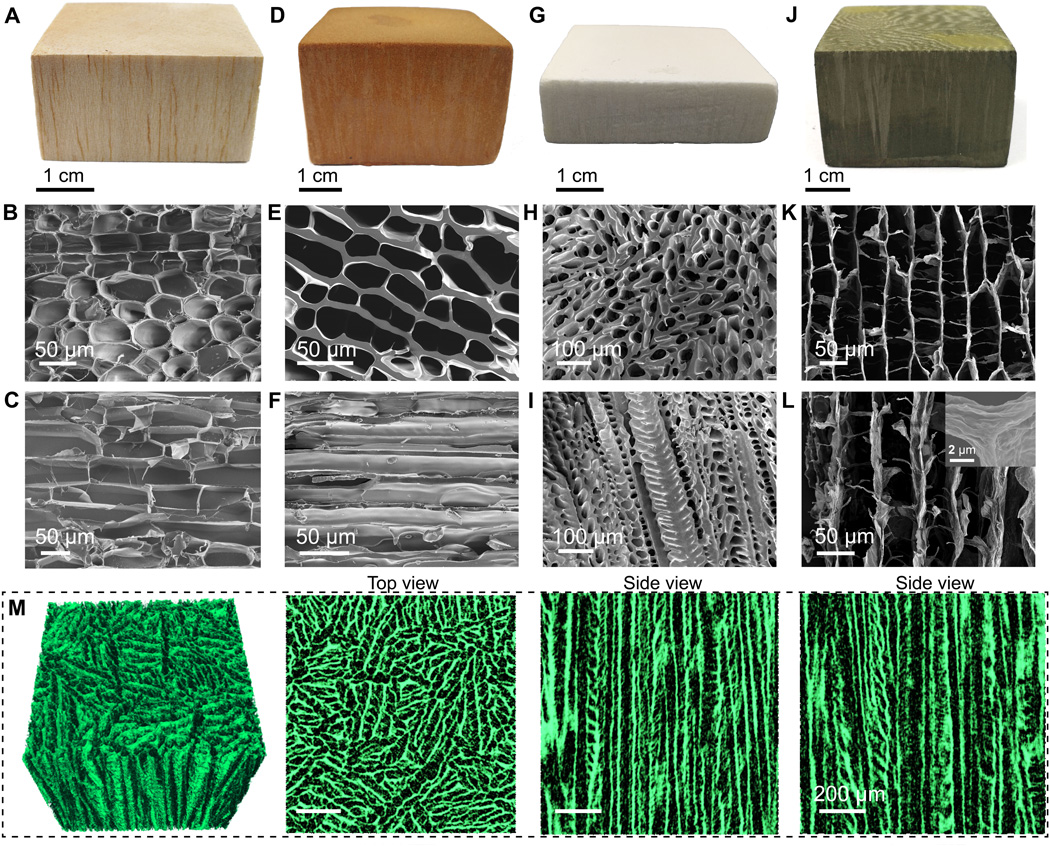 A
D
G
J
1 cm
1 cm
1 cm
1 cm
B
E
H
K
50 µm
50 µm
100 µm
50 µm
C
F
I
L
2 µm
50 µm
50 µm
100 µm
50 µm
Top view
Side view
Side view
M
200 µm